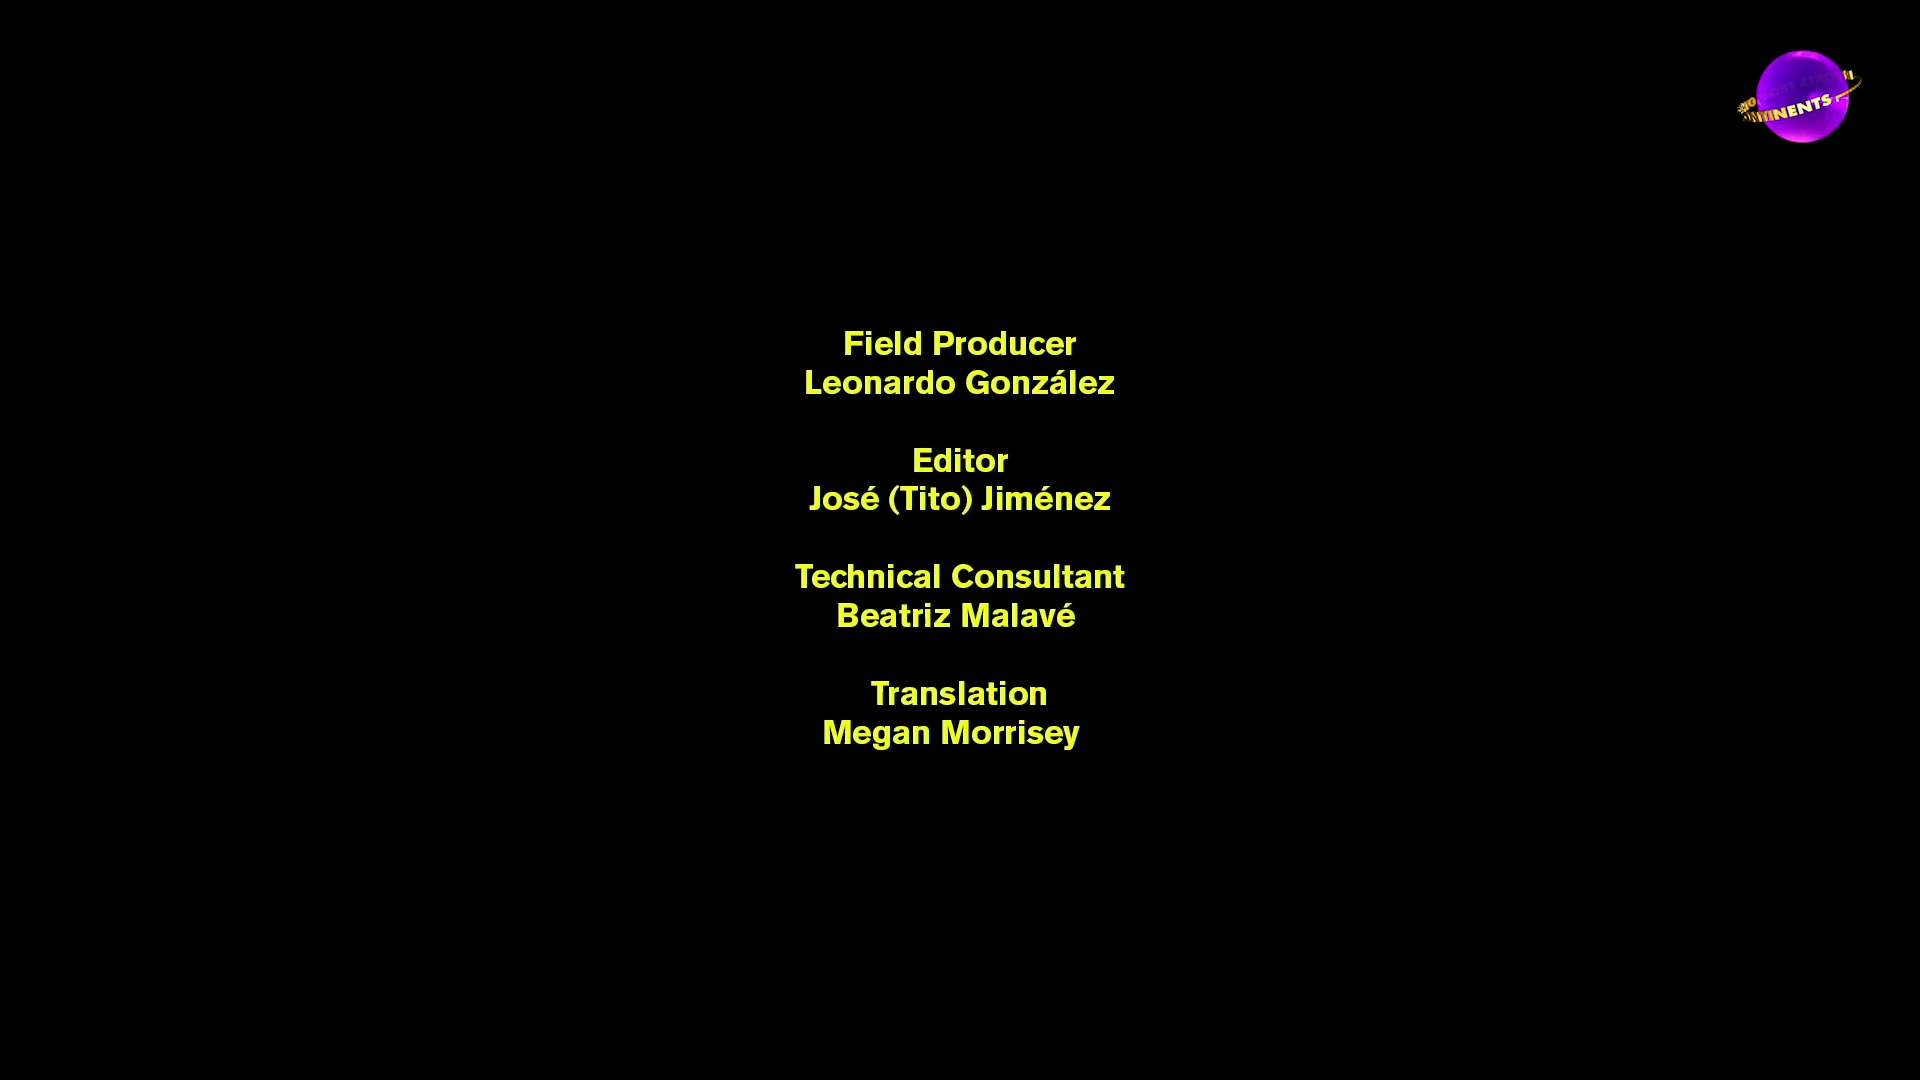 Field Producer
Leonardo González
Editor
José (Tito) Jiménez
Technical Consultant
Beatriz Malavé
Translation
Megan Morrisey